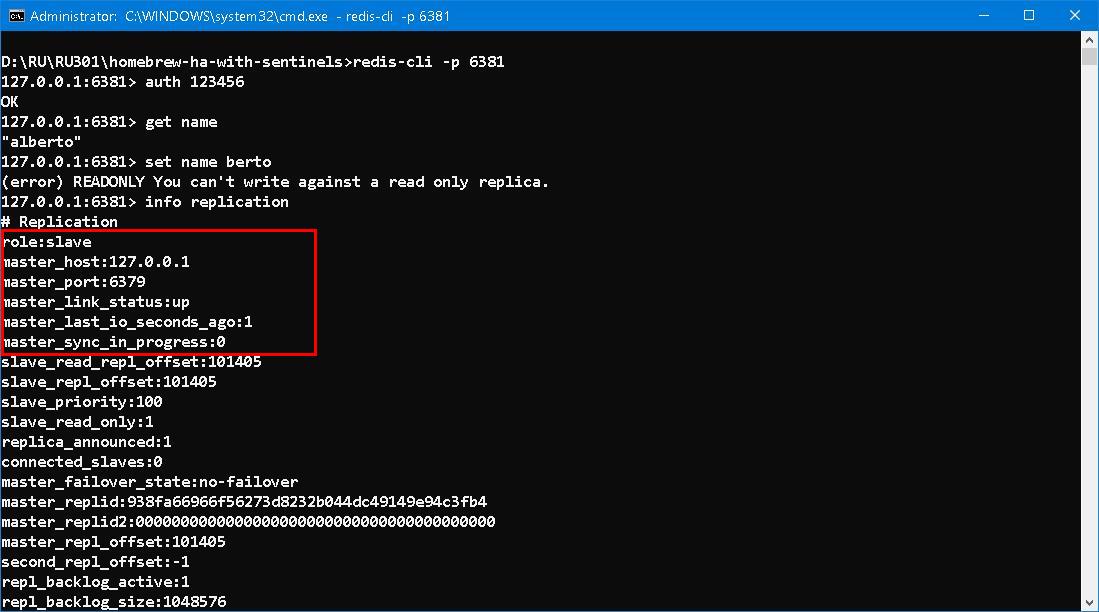 Administrator: C:\WINDOWS\system32\cmd.exe - redis-cli -p 6381
D:\RU\RU301\homebrew-ha-with-sentinels>redis-cli -p 6381
127.0.0.1:6381> auth 123456
OK
127.0.0.1:6381> get name
"alberto"
127.0.0.1:6381> set name berto
(error) READONLY You can't write against a read only replica.
127.0.0.1:6381> info replication
# Replication
role:slave
master_host:127.0.0.1
master_port:6379
master_link_status:up
master_last_io_seconds_ago:1
master_sync_in_progress:0
slave_read_repl_offset:101405
slave_repl_offset:101405
slave_priority:100
slave_read_only:1
replica_announced:1
connected_slaves:0
master_failover_state:no-failover
master_replid:938fa66966f56273d8232b044dc49149e94c3fb4
master_replid2:0000000000000000000000000000000000000000
master_repl_offset:101405
second_repl_offset:-1
repl_backlog_active:1
repl_backlog_size:1048576